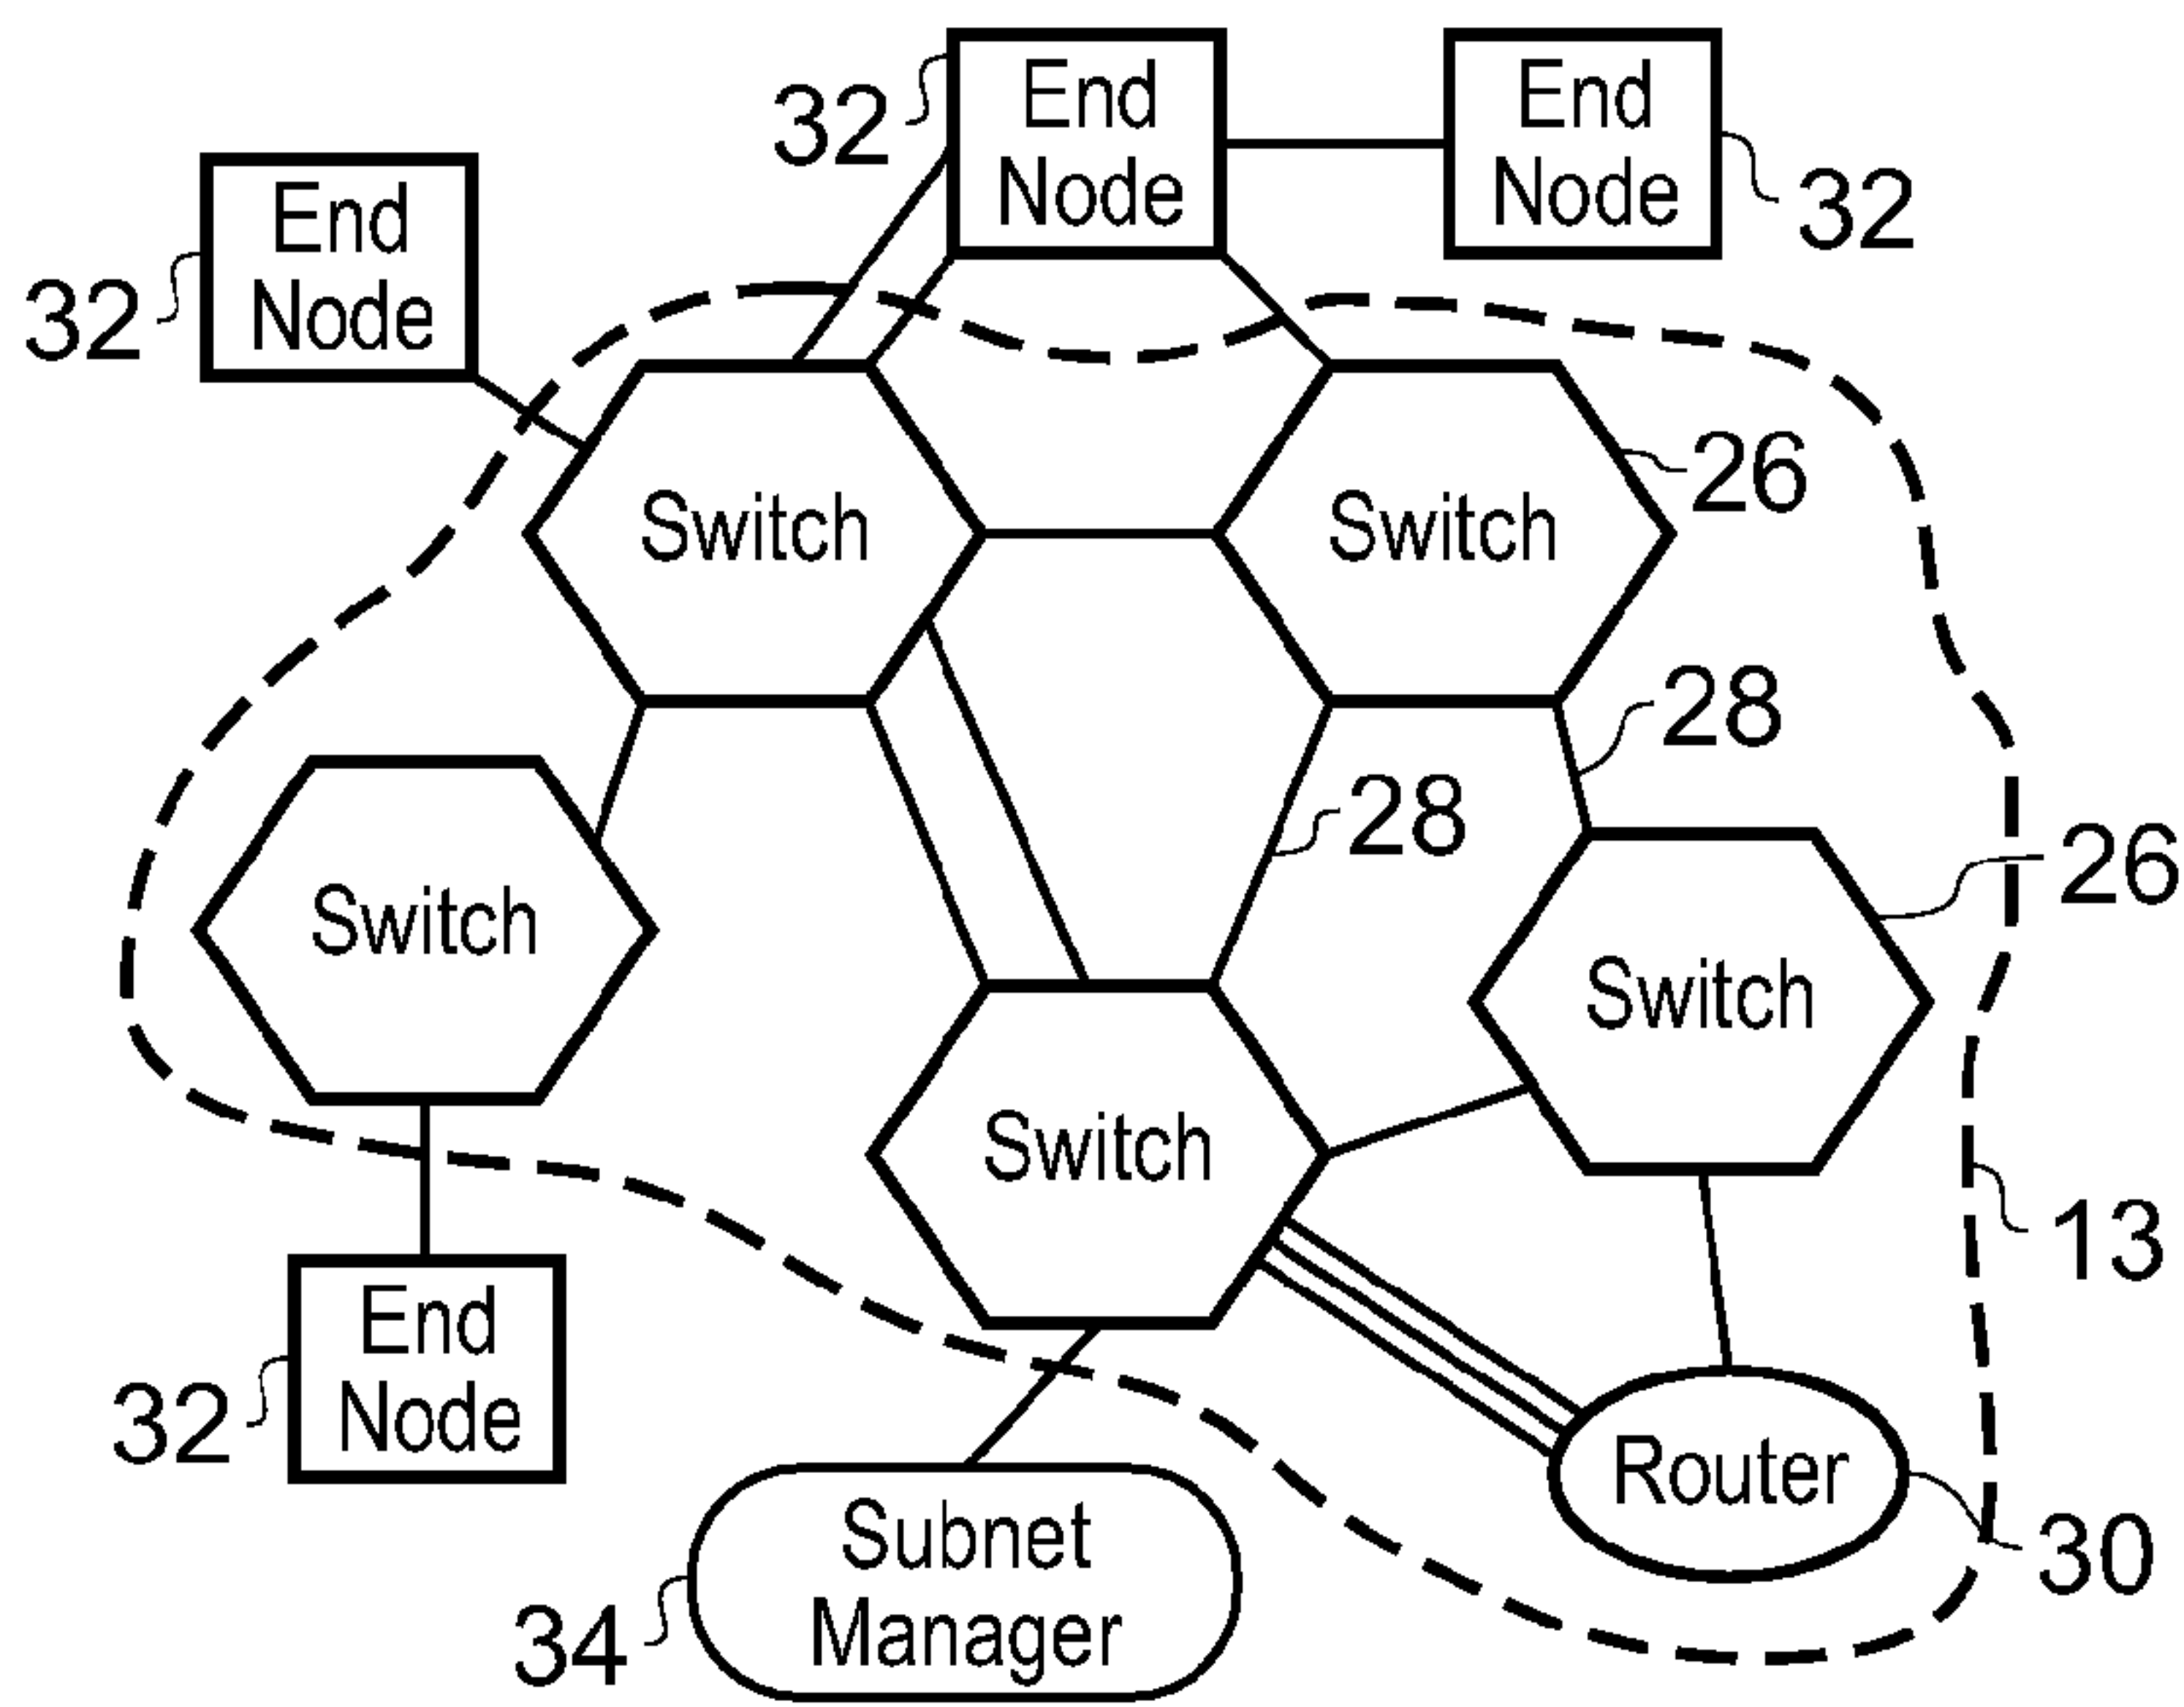 End
Node
32
End
Node
32
End
Node
32
Switch
Switch
26
28
28
Switch
26
Switch
Switch
13
End
Node
32
Router
30
Subnet
Manager
34